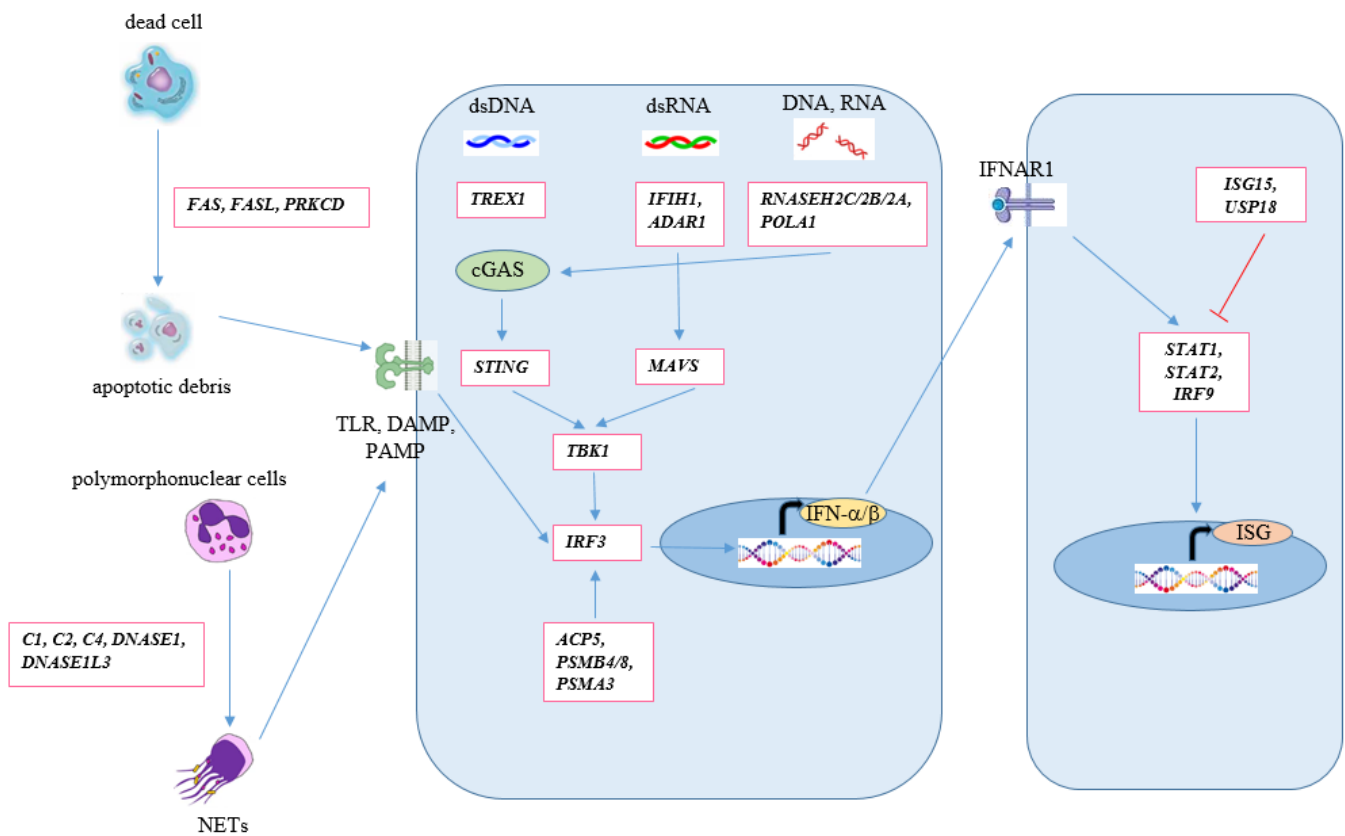 dead cell
FAS, FASL, PRKCD
apoptotic debris
polymorphonuclear cells
C1, C2, C4, DNASE1,
DNASE1L3
NETs
TLR, DAMP,
PAMP
dsDNA
dsRNA
DNA, RNA
TREX1
IFIH1,
ADAR1
RNASEH2C/2B/2A,
POLA1
cGAS
STING
MAVS
TBK1
IRF3
IFN-α/β
ACP5,
PSMB4/8,
PSMA3
IFNAR1
ISG15,
USP18
STAT1,
STAT2,
IRF9
ISG